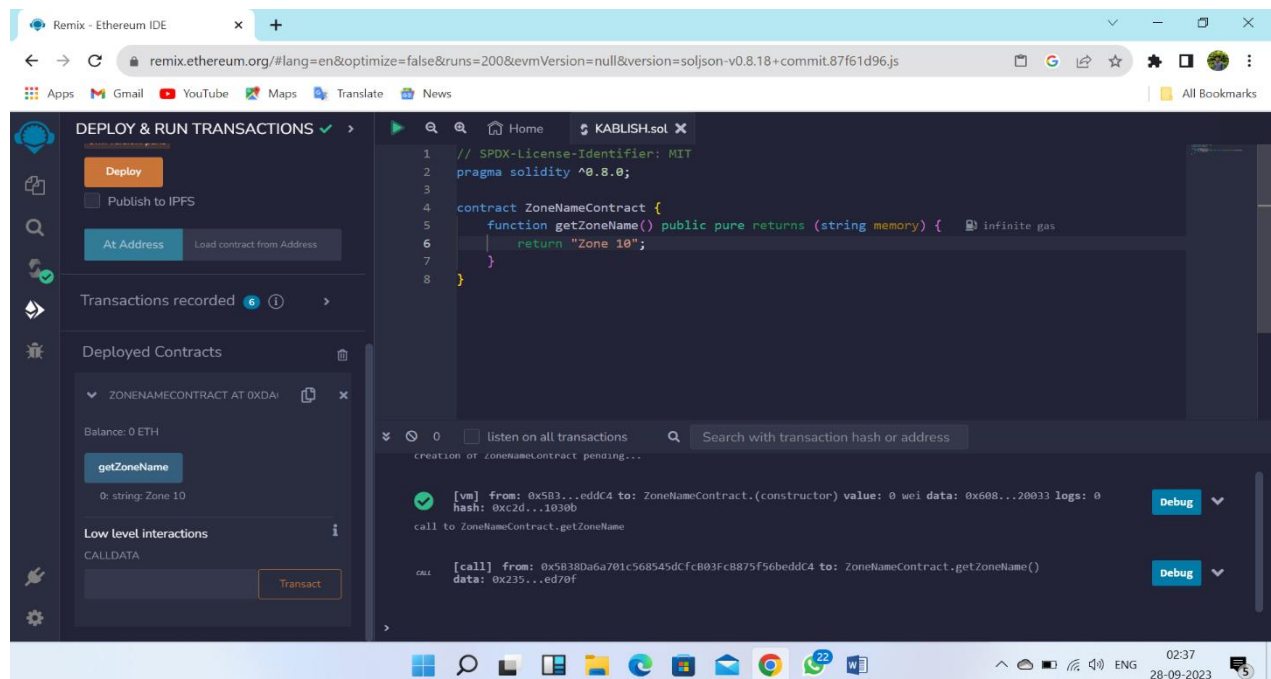 Remix - Ethereum IDE
remix.ethereum.org/#lang=en&optimize=false&runs=200&evmVersion=null&version=soljson-v0.8.18+commit.87f61d96.js
Apps Gmail YouTube Maps Translate News All Bookmarks
DEPLOY & RUN TRANSACTIONS
Deploy
Publish to IPFS
At Address Load contract from Address
Transactions recorded 6 i
Deployed Contracts
ZONENAMECONTRACT AT 0XDA
Balance: 0 ETH
getZoneName
0: string: Zone 10
Low level interactions i
CALLDATA
Transact
Home KABLISH.sol
1 // SPDX-License-Identifier: MIT
2 pragma solidity ^0.8.0;
3
4 contract ZoneNameContract {
5 function getZoneName() public pure returns (string memory) { infinite gas
6 return "Zone 10";
7 }
8 }
0 listen on all transactions Search with transaction hash or address
creation of ZoneNameContract pending...
[vm] from: 0x5B3...eddC4 to: ZoneNameContract.(constructor) value: 0 wei data: 0x608...20033 logs: 0 Debug
hash: 0xc2d...1030b
call to ZoneNameContract.getZoneName
CALL [call] from: 0x5B38Da6a701c568545dCfcB03FcB875f56beddC4 to: ZoneNameContract.getZoneName() Debug
data: 0x235...ed70f
>
22
ENG 02:37
28-09-2023 5